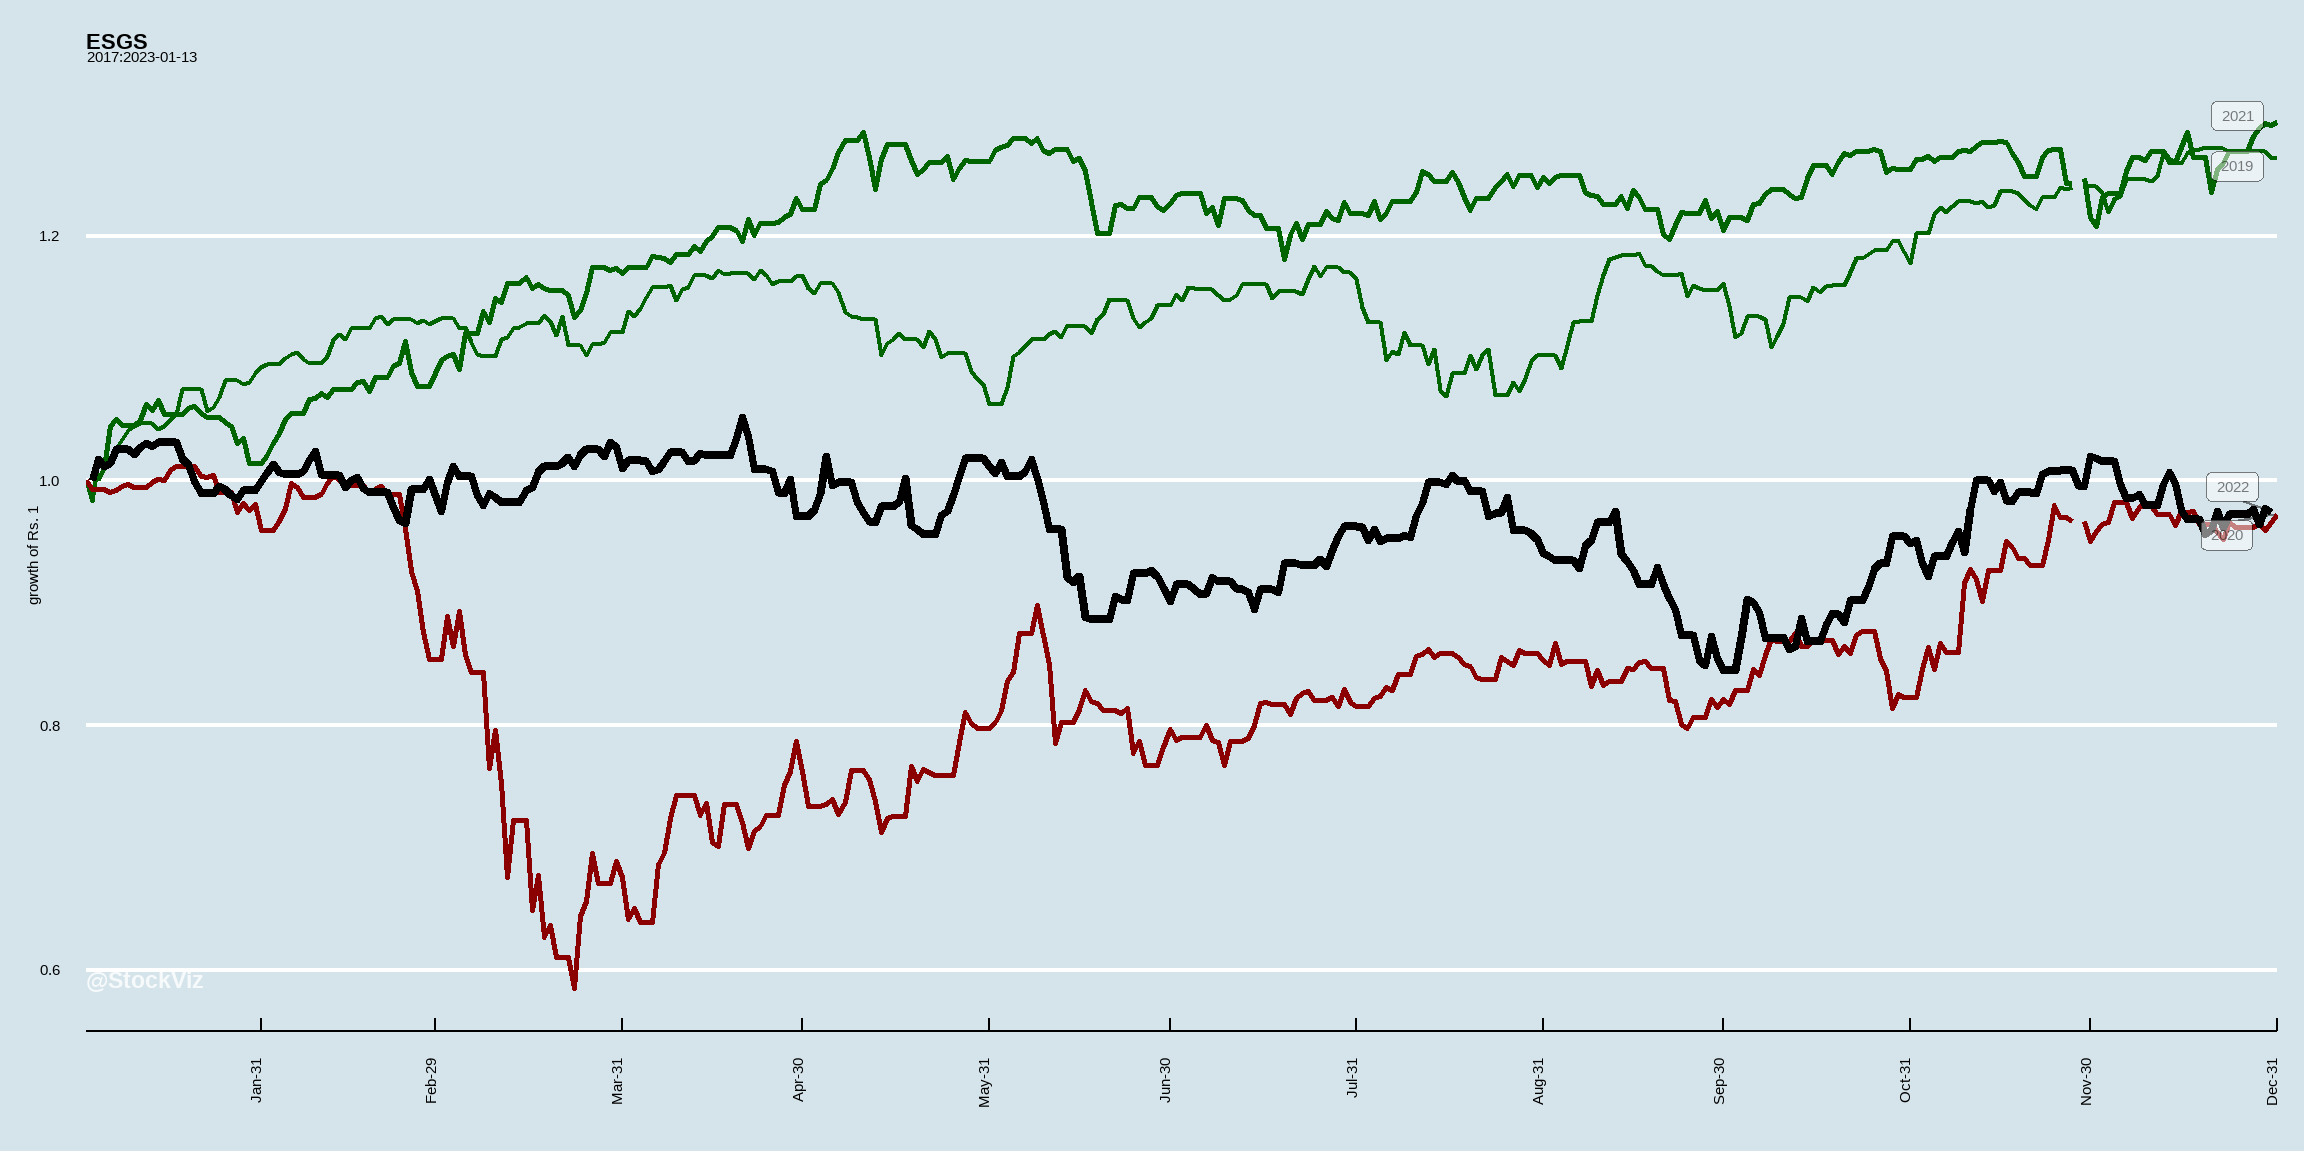 ESGS
2017:2023-01-13
2021
1.2
2019
1.0
2022
growth of Rs. 1
2020
0.8
0.6
@StockViz
Jan-31
Feb-29
Mar-31
Apr-30
May-31
Jun-30
Jul-31
Aug-31
Sep-30
Oct-31
Nov-30
Dec-31